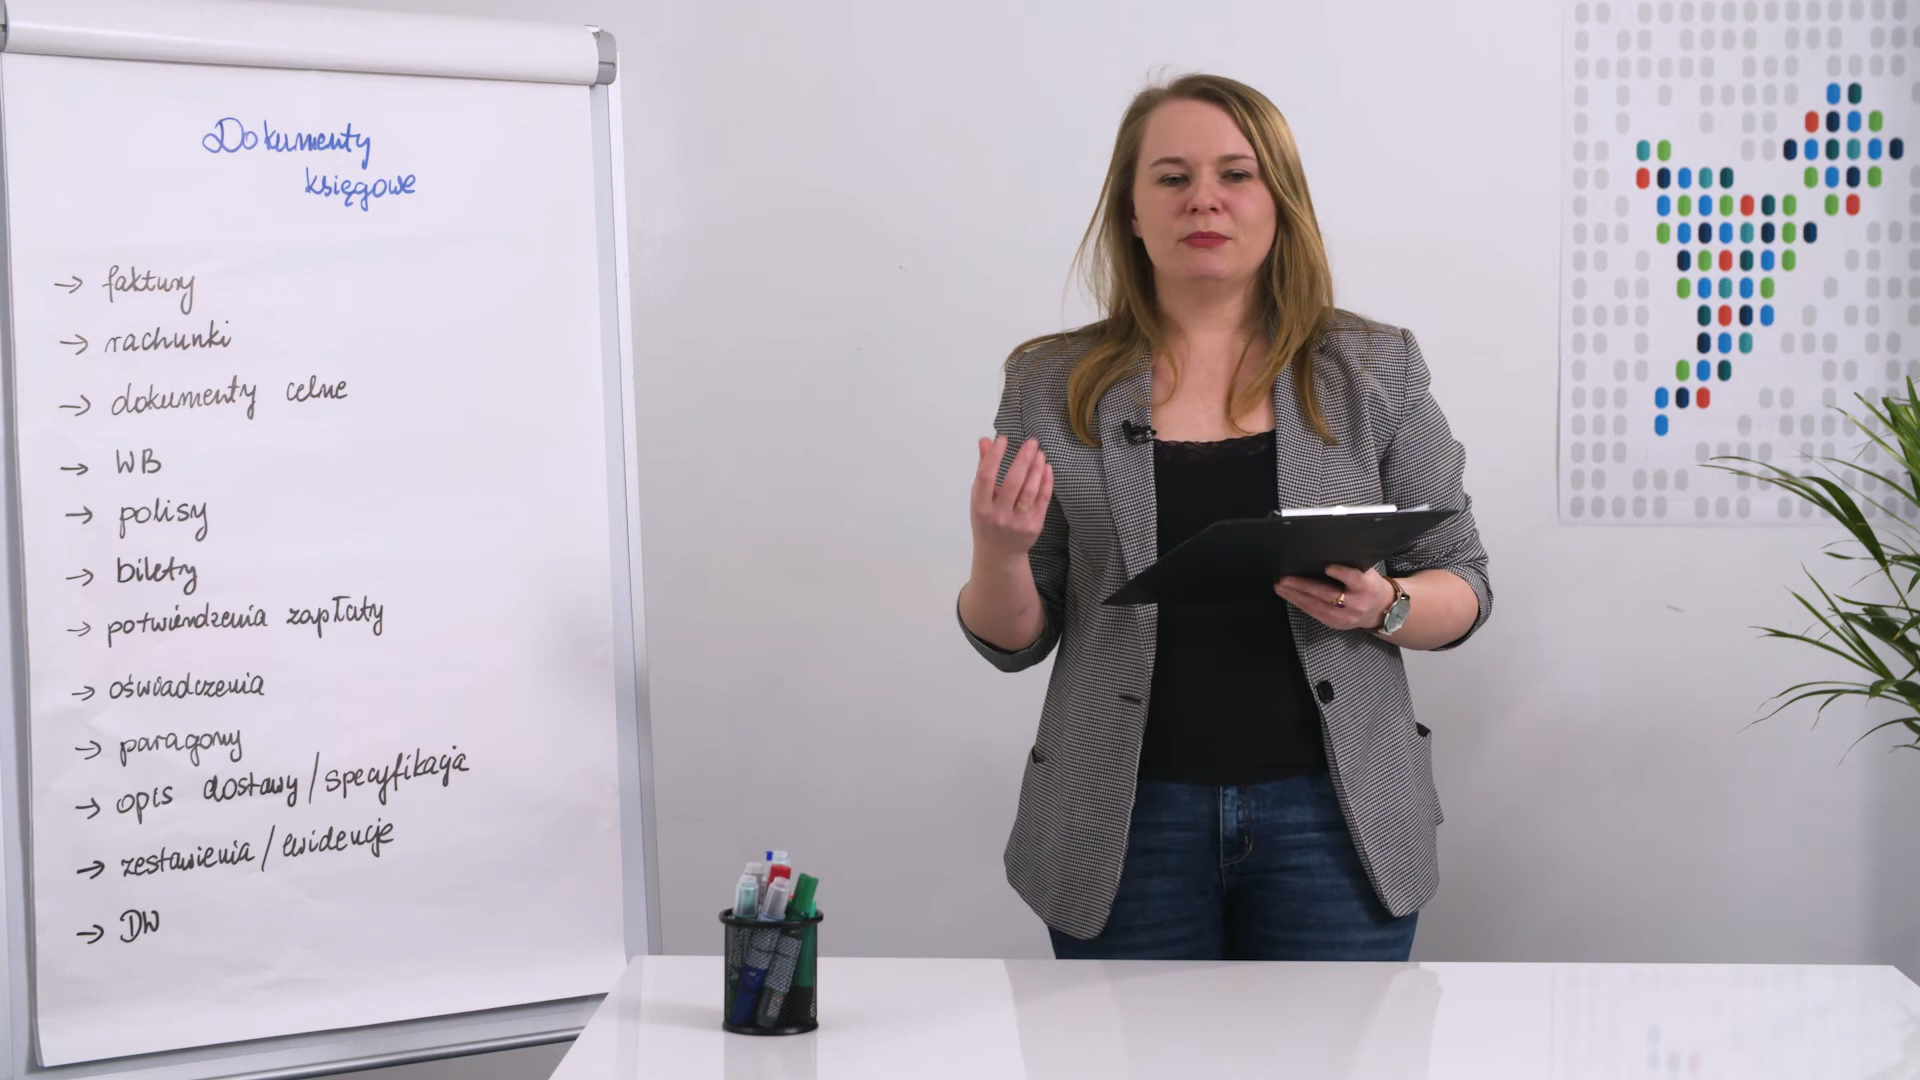 Dokumenty
księgowe
→ faktury
→ rachunki
→ dokumenty celne
→ WB
→ polisy
→ bilety
→ potwierdzenia zapłaty
→ oświadczenia
→ paragony
→ opis dostawy / specyfikacja
→ zestawienia / ewidencje
→ DW